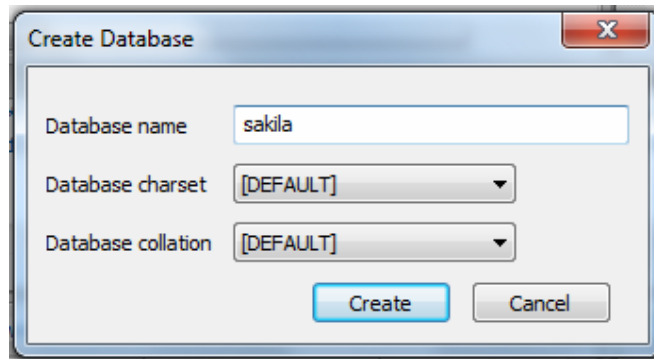 Create Database
Database name sakila
Database charset [DEFAULT]
Database collation [DEFAULT]
Create Cancel